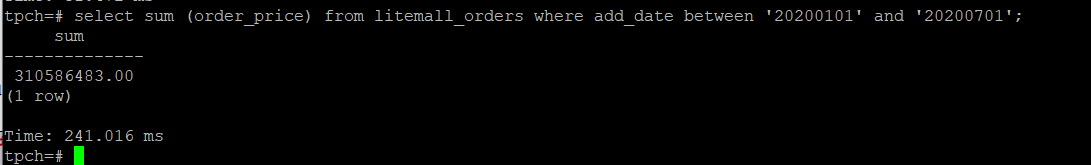 tpch=# select sum (order_price) from litemall_orders where add_date between '20200101' and '20200701';
sum
--------------
310586483.00
(1 row)
Time: 241.016 ms
tpch=#